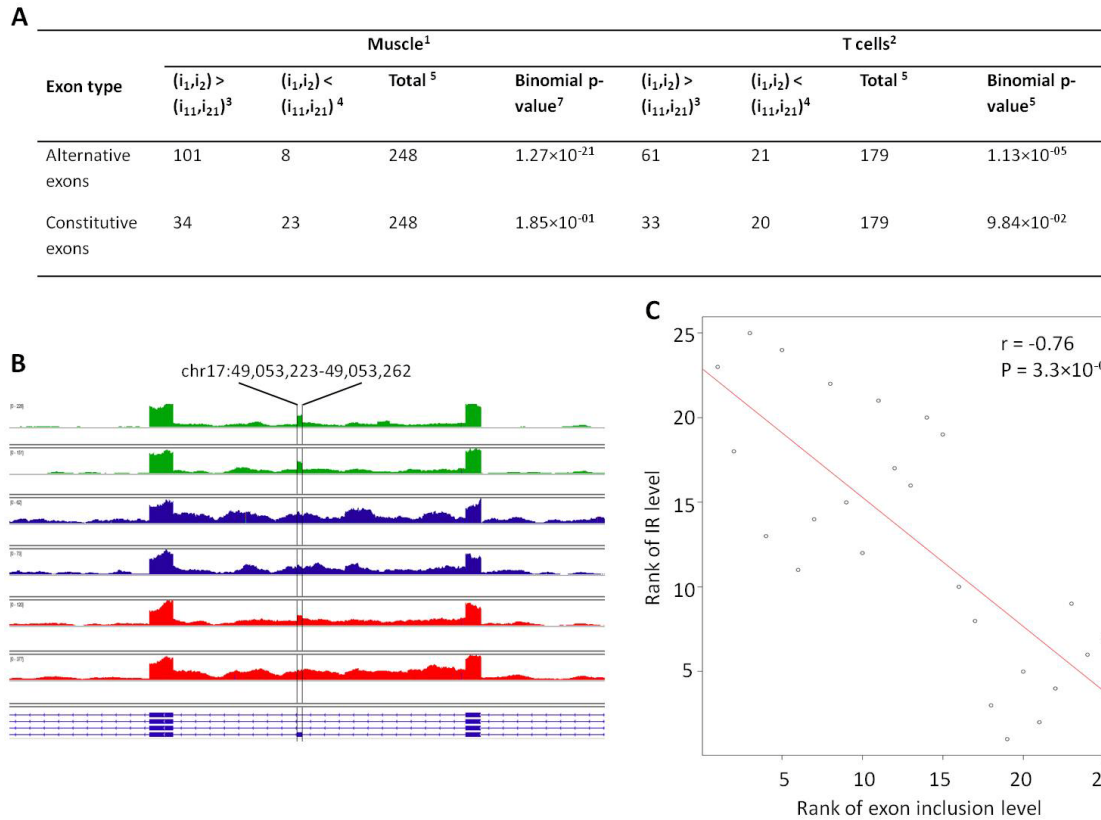 A
Muscle¹ T cells²
Exon type (i₁,i₂) > (i₁₁,i₂₁)³ (i₁,i₂) < (i₁₁,i₂₁) ⁴ Total ⁵ Binomial p-value⁷ (i₁,i₂) > (i₁₁,i₂₁)³ (i₁,i₂) < (i₁₁,i₂₁)⁴ Total ⁵ Binomial p-value⁵
Alternative exons 101 8 248 1.27×10⁻²¹ 61 21 179 1.13×10⁻⁰⁵
Constitutive exons 34 23 248 1.85×10⁻⁰¹ 33 20 179 9.84×10⁻⁰²
B
chr17:49,053,223-49,053,262
C
r = -0.76
P = 3.3×10
25
20
15
10
5
Rank of IR level
5 10 15 20 2
Rank of exon inclusion level